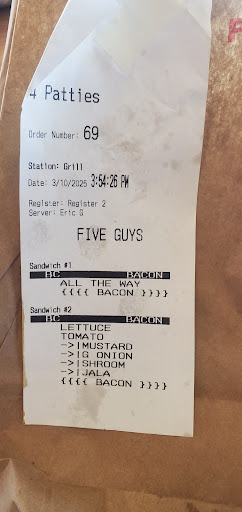 4 Patties
Order Number: 69
Station: Grill
Date: 3/10/2025 3:54:26 PM
Register: Register 2
Server: Eric G
FIVE GUYS
Sandwich #1
BC BACON
ALL THE WAY
{{{{ BACON }}}}
Sandwich #2
BC BACON
LETTUCE
TOMATO
->|MUSTARD
->|G ONION
->|SHROOM
->|JALA
{{{{ BACON }}}}